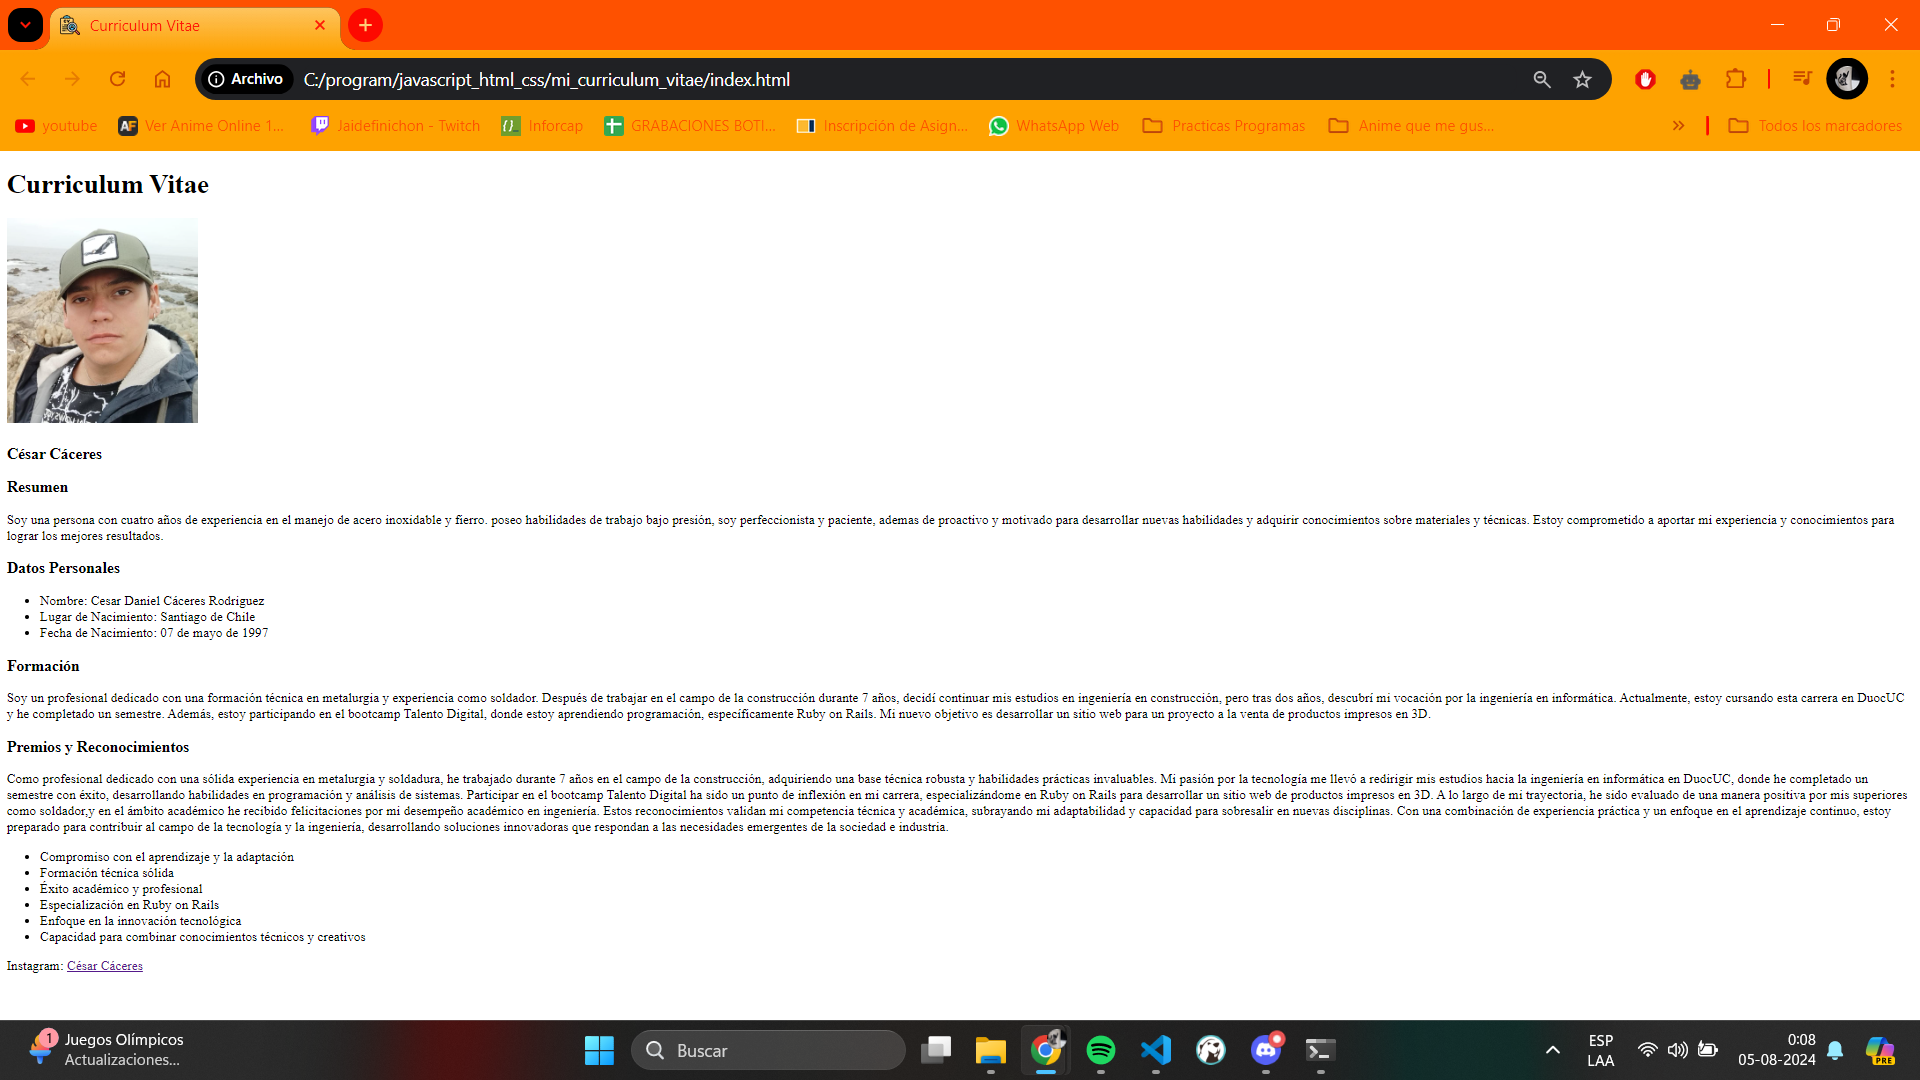 Curriculum Vitae
Archivo C:/program/javascript_html_css/mi_curriculum_vitae/index.html
youtube Ver Anime Online 1... Jaidefinichon - Twitch Inforcap GRABACIONES BOTI... Inscripción de Asign... WhatsApp Web Practicas Programas Anime que me gus... Todos los marcadores
Curriculum Vitae
César Cáceres
Resumen
Soy una persona con cuatro años de experiencia en el manejo de acero inoxidable y fierro. poseo habilidades de trabajo bajo presión, soy perfeccionista y paciente, ademas de proactivo y motivado para desarrollar nuevas habilidades y adquirir conocimientos sobre materiales y técnicas. Estoy comprometido a aportar mi experiencia y conocimientos para
lograr los mejores resultados.
Datos Personales
• Nombre: Cesar Daniel Cáceres Rodriguez
• Lugar de Nacimiento: Santiago de Chile
• Fecha de Nacimiento: 07 de mayo de 1997
Formación
Soy un profesional dedicado con una formación técnica en metalurgia y experiencia como soldador. Después de trabajar en el campo de la construcción durante 7 años, decidí continuar mis estudios en ingeniería en construcción, pero tras dos años, descubrí mi vocación por la ingeniería en informática. Actualmente, estoy cursando esta carrera en DuocUC
y he completado un semestre. Además, estoy participando en el bootcamp Talento Digital, donde estoy aprendiendo programación, específicamente Ruby on Rails. Mi nuevo objetivo es desarrollar un sitio web para un proyecto a la venta de productos impresos en 3D.
Premios y Reconocimientos
Como profesional dedicado con una sólida experiencia en metalurgia y soldadura, he trabajado durante 7 años en el campo de la construcción, adquiriendo una base técnica robusta y habilidades prácticas invaluables. Mi pasión por la tecnología me llevó a redirigir mis estudios hacia la ingeniería en informática en DuocUC, donde he completado un
semestre con éxito, desarrollando habilidades en programación y análisis de sistemas. Participar en el bootcamp Talento Digital ha sido un punto de inflexión en mi carrera, especializándome en Ruby on Rails para desarrollar un sitio web de productos impresos en 3D. A lo largo de mi trayectoria, he sido evaluado de una manera positiva por mis superiores
como soldador,y en el ámbito académico he recibido felicitaciones por mi desempeño académico en ingeniería. Estos reconocimientos validan mi competencia técnica y académica, subrayando mi adaptabilidad y capacidad para sobresalir en nuevas disciplinas. Con una combinación de experiencia práctica y un enfoque en el aprendizaje continuo, estoy
preparado para contribuir al campo de la tecnología y la ingeniería, desarrollando soluciones innovadoras que respondan a las necesidades emergentes de la sociedad e industria.
• Compromiso con el aprendizaje y la adaptación
• Formación técnica sólida
• Éxito académico y profesional
• Especialización en Ruby on Rails
• Enfoque en la innovación tecnológica
• Capacidad para combinar conocimientos técnicos y creativos
Instagram: César Cáceres
1 Juegos Olímpicos
Actualizaciones...
Buscar
ESP
LAA
0:08
05-08-2024
PRE